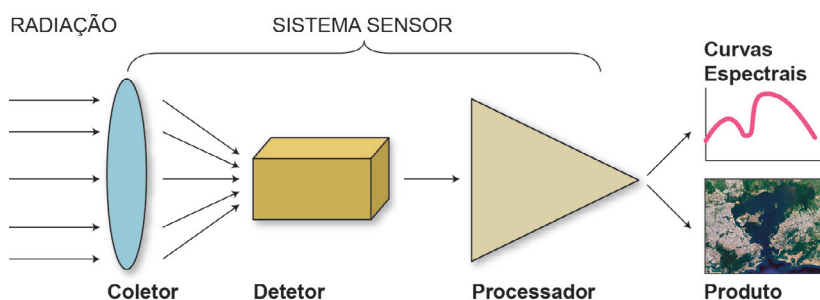 RADIAÇÃO
SISTEMA SENSOR
Curvas
Espectrais
Coletor
Detetor
Processador
Produto